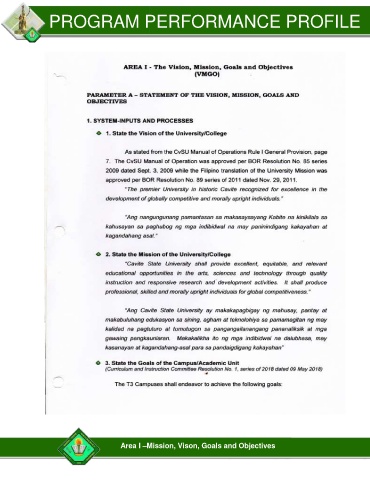 PROGRAM PERFORMANCE PROFILE
AREA I - The Vision, Mission, Goals and Objectives
(VMGO)
PARAMETER A – STATEMENT OF THE VISION, MISSION, GOALS AND
OBJECTIVES
1. SYSTEM-INPUTS AND PROCESSES
1. State the Vision of the University/College
As stated from the CvSU Manual of Operations Rule I General Provision, page
7. The CvSU Manual of Operation was approved per BOR Resolution No. 85 series
2009 dated Sept. 3, 2009 while the Filipino translation of the University Mission was
approved per BOR Resolution No. 89 series of 2011 dated Nov. 29, 2011.
"The premier University in historic Cavite recognized for excellence in the
development of globally competitive and morally upright individuals."
"Ang nangungunang pamantasan sa makasaysayang Kabite na kinikilala sa
kahusayan sa paghubog ng mga indibidwal na may pandaigdigang kakayahan at
kagandahang asal."
2. State the Mission of the University/College
"Cavite State University shall provide excellent, equitable, and relevant
educational opportunities in the arts, sciences and technology through quality
instruction and responsive research and development activities. It shall produce
professional, skilled and morally upright individuals for global competitiveness."
"Ang Cavite State University ay makakapagbigay ng mahusay, pantay at
makabuluhang edukasyon sa sining, agham at teknolohiya sa pamamagitan ng may
kalidad na pagtuturo at tumutugon sa pangangailanganang pananaliksik at mga
gawaing pangkaunlaran. Makakalikha ito ng mga indibidwal na dalubhasa, may
kasanayan at kagandahang-asal para sa pandaigdigang kakayahan"
3. State the Goals of the Campus/Academic Unit
(Curriculum and Instruction Committee Resolution No. 1, series of 2018 dated 09 May 2018)
The T3 Campuses shall endeavor to achieve the following goals:
Area I –Mission, Vison, Goals and Objectives